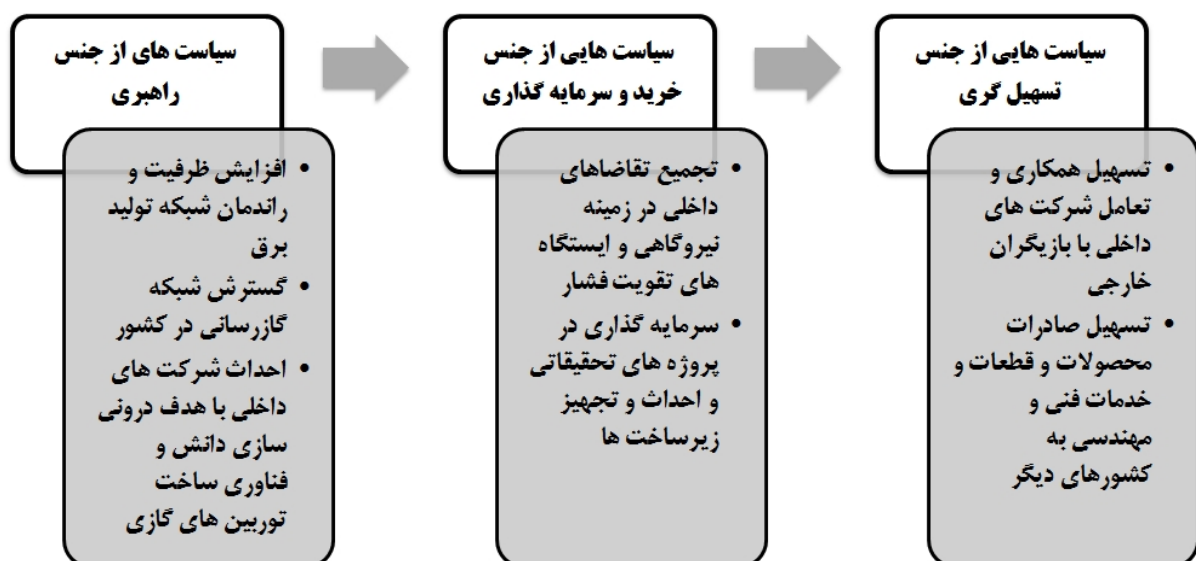 سیاست های از جنس
راهبری
• افزایش ظرفیت و
راندمان شبکه تولید
برق
• گسترش شبکه
گازرسانی در کشور
• احداث شرکت های
داخلی با هدف درونی
سازی دانش و
فناوری ساخت
توربین های گازی
سیاست هایی از جنس
خرید و سرمایه گذاری
• تجمیع تقاضاهای
داخلی در زمینه
نیروگاهی و ایستگاه
های تقویت فشار
• سرمایه گذاری در
پروژه های تحقیقاتی
و احداث و تجهیز
زیرساخت ها
سیاست هایی از جنس
تسهیل گری
• تسهیل همکاری و
تعامل شرکت های
داخلی با بازیگران
خارجی
• تسهیل صادرات
محصولات و قطعات و
خدمات فنی و
مهندسی به
کشورهای دیگر